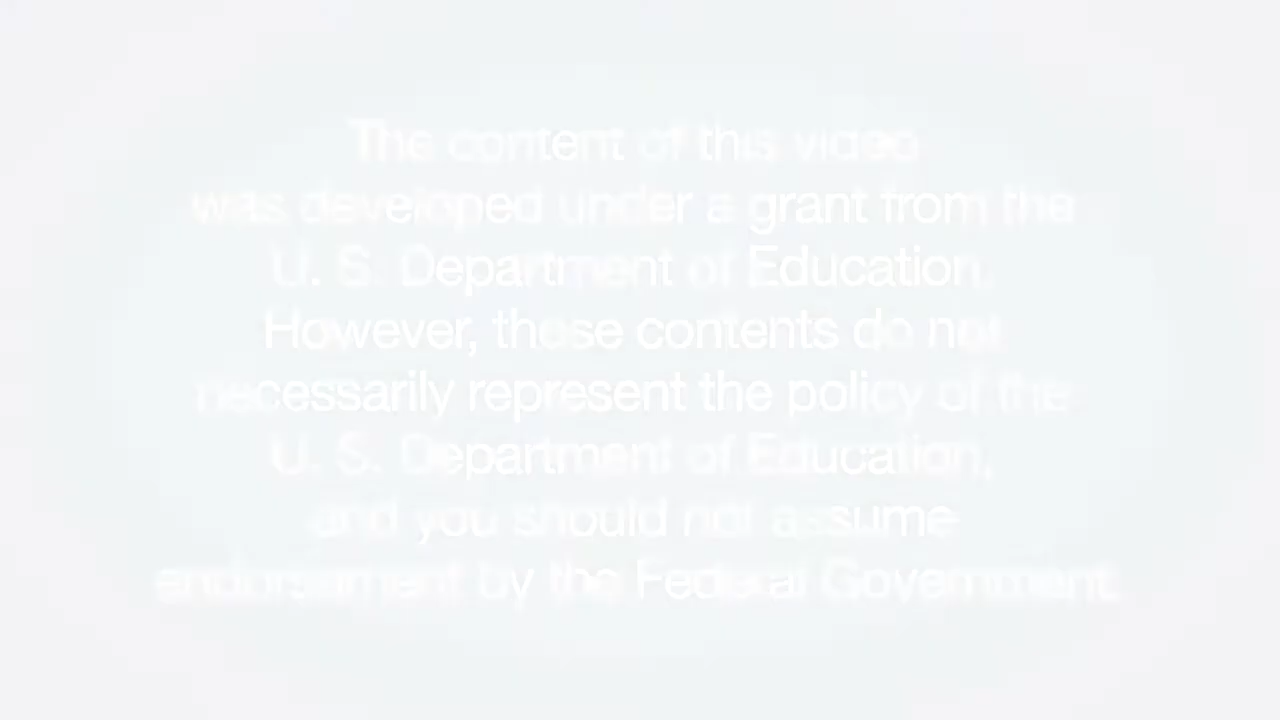 The content of this video
was developed under a grant from the
U. S. Department of Education.
However, those contents do not
necessarily represent the policy of the
U. S. Department of Education,
and you should not assume
endorsement by the Federal Government.